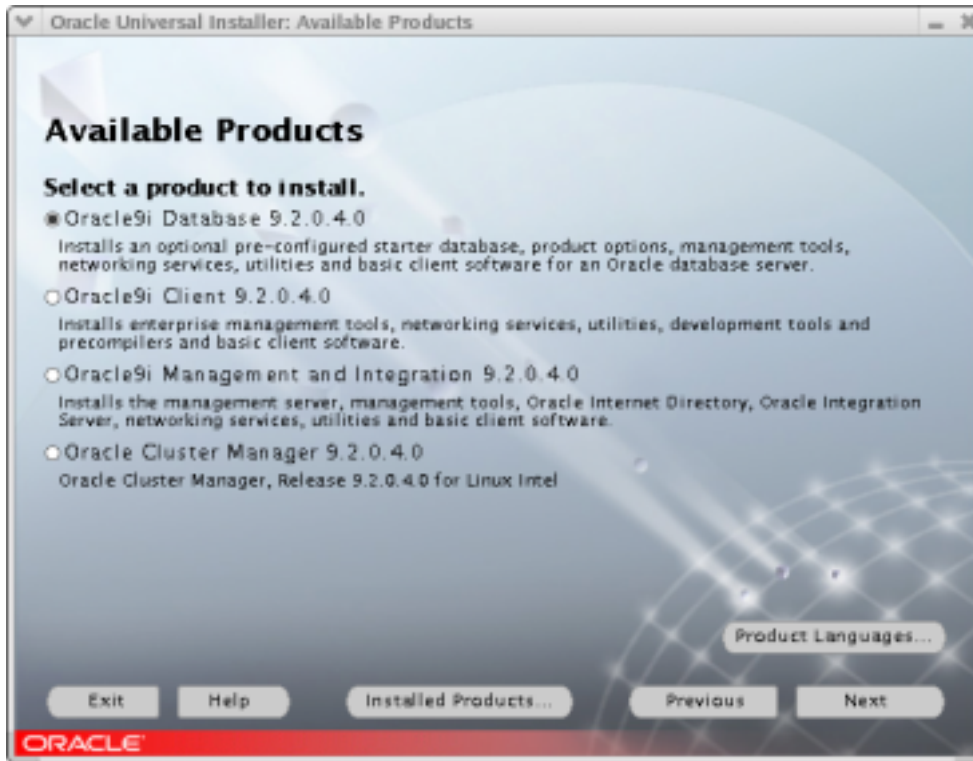 Oracle Universal Installer: Available Products
Available Products
Select a product to install.
Oracle9i Database 9.2.0.4.0
Installs an optional pre-configured starter database, product options, management tools,
networking services, utilities and basic client software for an Oracle database server.
Oracle9i Client 9.2.0.4.0
Installs enterprise management tools, networking services, utilities, development tools and
precompilers and basic client software.
Oracle9i Management and Integration 9.2.0.4.0
Installs the management server, management tools, Oracle Internet Directory, Oracle Integration
Server, networking services, utilities and basic client software.
Oracle Cluster Manager 9.2.0.4.0
Oracle Cluster Manager, Release 9.2.0.4.0 for Linux Intel
Product Languages...
Exit Help Installed Products... Previous Next
ORACLE